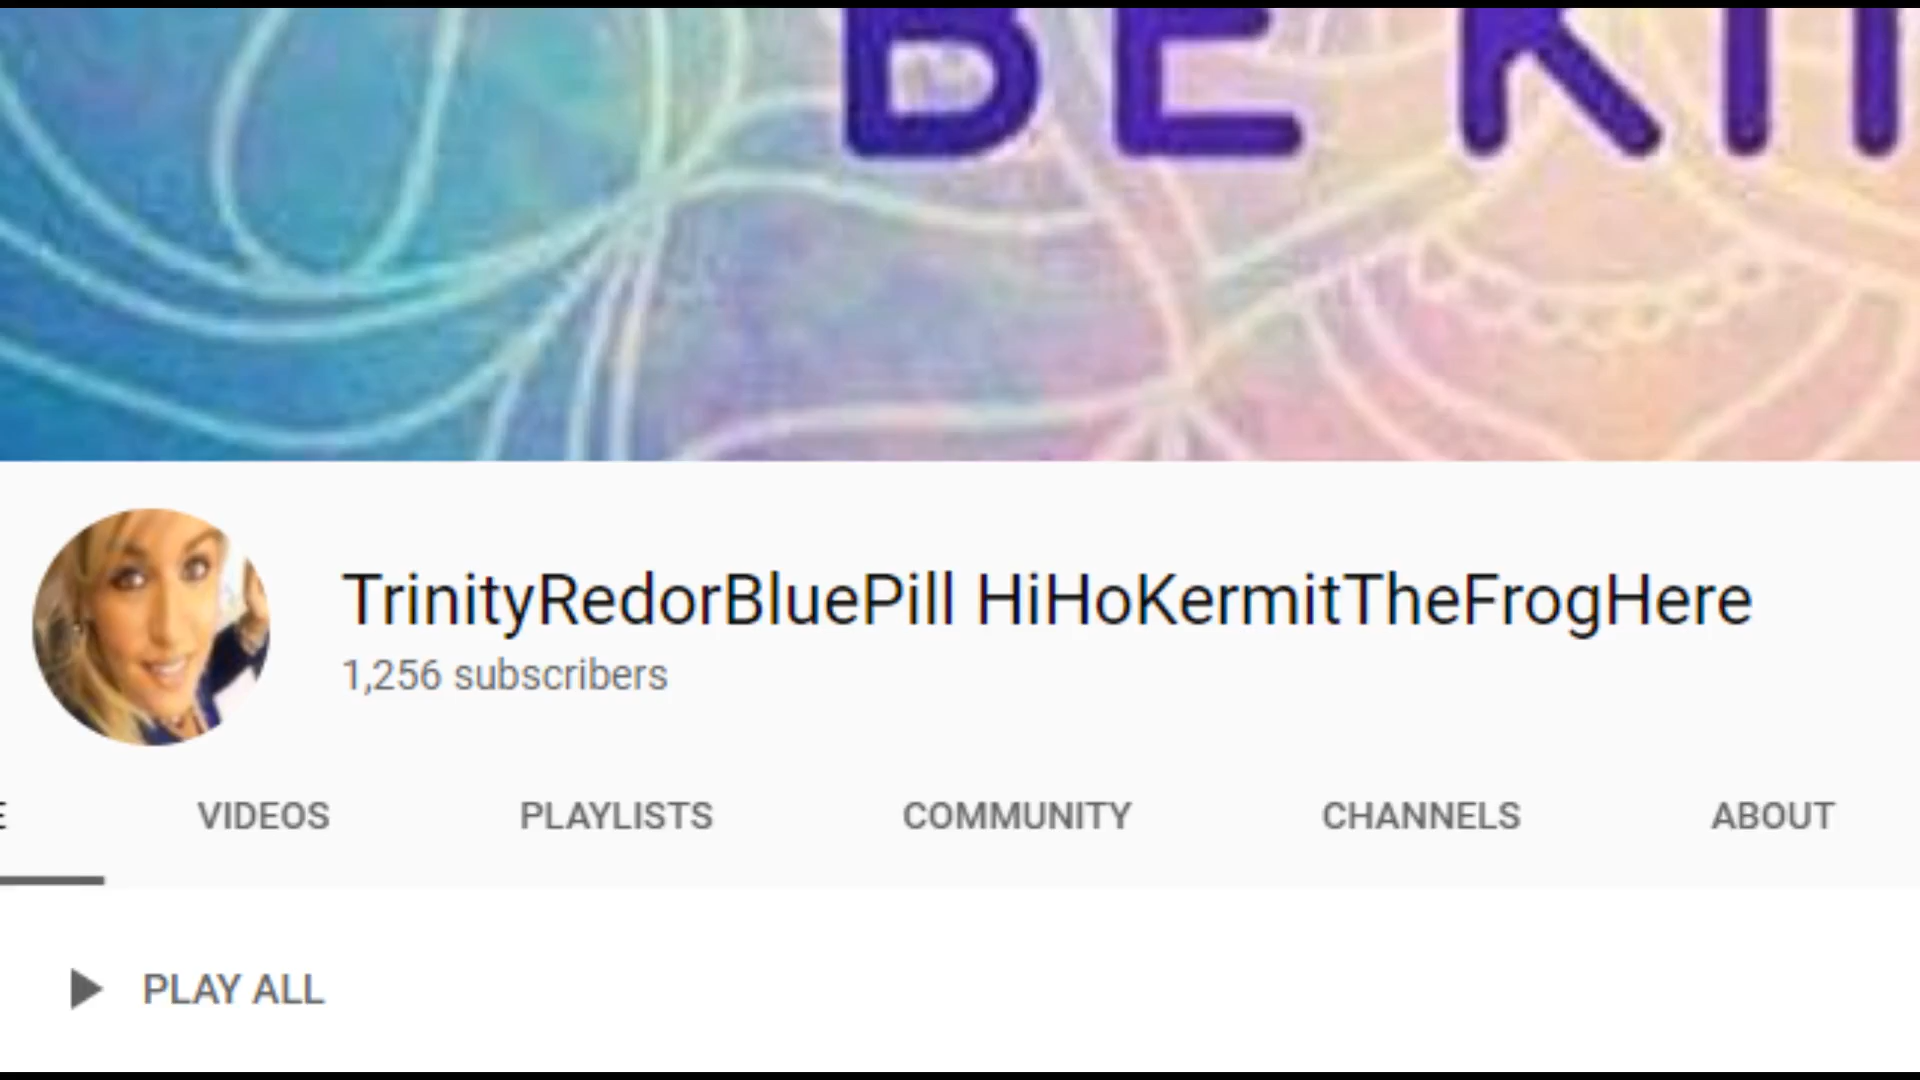 BE KI
TrinityRedorBluePill HiHoKermitTheFrogHere
1,256 subscribers
E VIDEOS PLAYLISTS COMMUNITY CHANNELS ABOUT
PLAY ALL